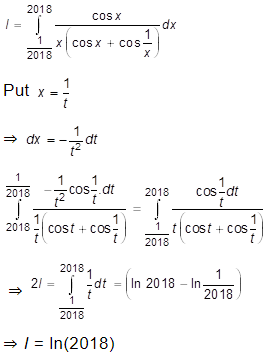 I = ∫_{1/2018}^{2018} cos x / (x(cos x + cos 1/x)) dx
Put x = 1/t
⇒ dx = −1/t² dt
∫_{2018}^{1/2018} (−1/t² cos 1/t . dt) / (1/t (cos t + cos 1/t)) = ∫_{1/2018}^{2018} (cos 1/t dt) / (t(cos t + cos 1/t))
⇒ 2I = ∫_{1/2018}^{2018} 1/t dt = (ln 2018 − ln 1/2018)
⇒ I = ln(2018)